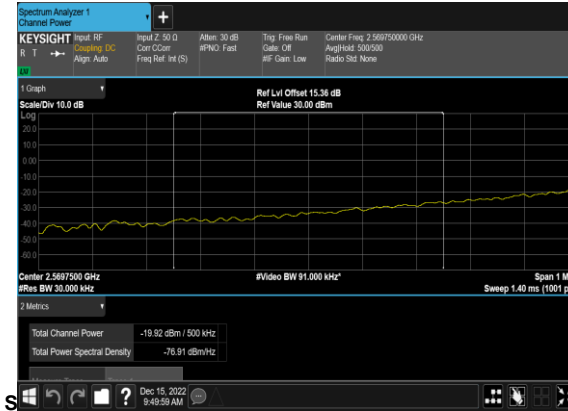 Spectrum Analyzer 1
Channel Power
+
KEYSIGHT
R T
LV
Input: RF
Coupling: DC
Align: Auto
Input Z: 50 Ω
Corr CCorr
Freq Ref: Int (S)
Atten: 30 dB
#PNO: Fast
Trig: Free Run
Gate: Off
#IF Gain: Low
Center Freq: 2.569750000 GHz
Avg|Hold: 500/500
Radio Std: None
1 Graph
Scale/Div 10.0 dB
Ref Lvl Offset 15.36 dB
Ref Value 30.00 dBm
Log
20.0
10.0
0.00
-10.0
-20.0
-30.0
-40.0
-50.0
-60.0
Center 2.5697500 GHz
#Res BW 30.000 kHz
#Video BW 91.000 kHz*
Span 1 M
Sweep 1.40 ms (1001 p
2 Metrics
Total Channel Power -19.92 dBm / 500 kHz
Total Power Spectral Density -76.91 dBm/Hz
S
?
Dec 15, 2022
9:49:59 AM